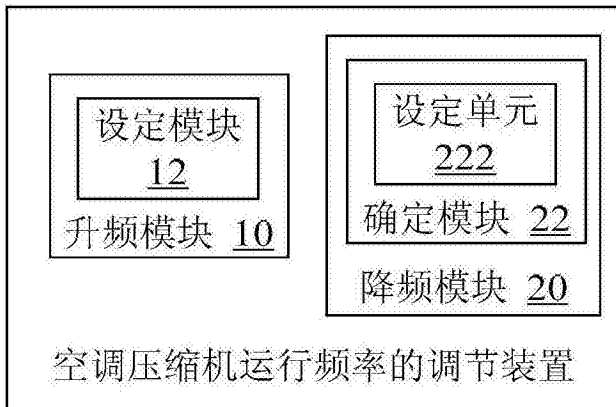 设定模块
12
升频模块 10
设定单元
222
确定模块 22
降频模块 20
空调压缩机运行频率的调节装置